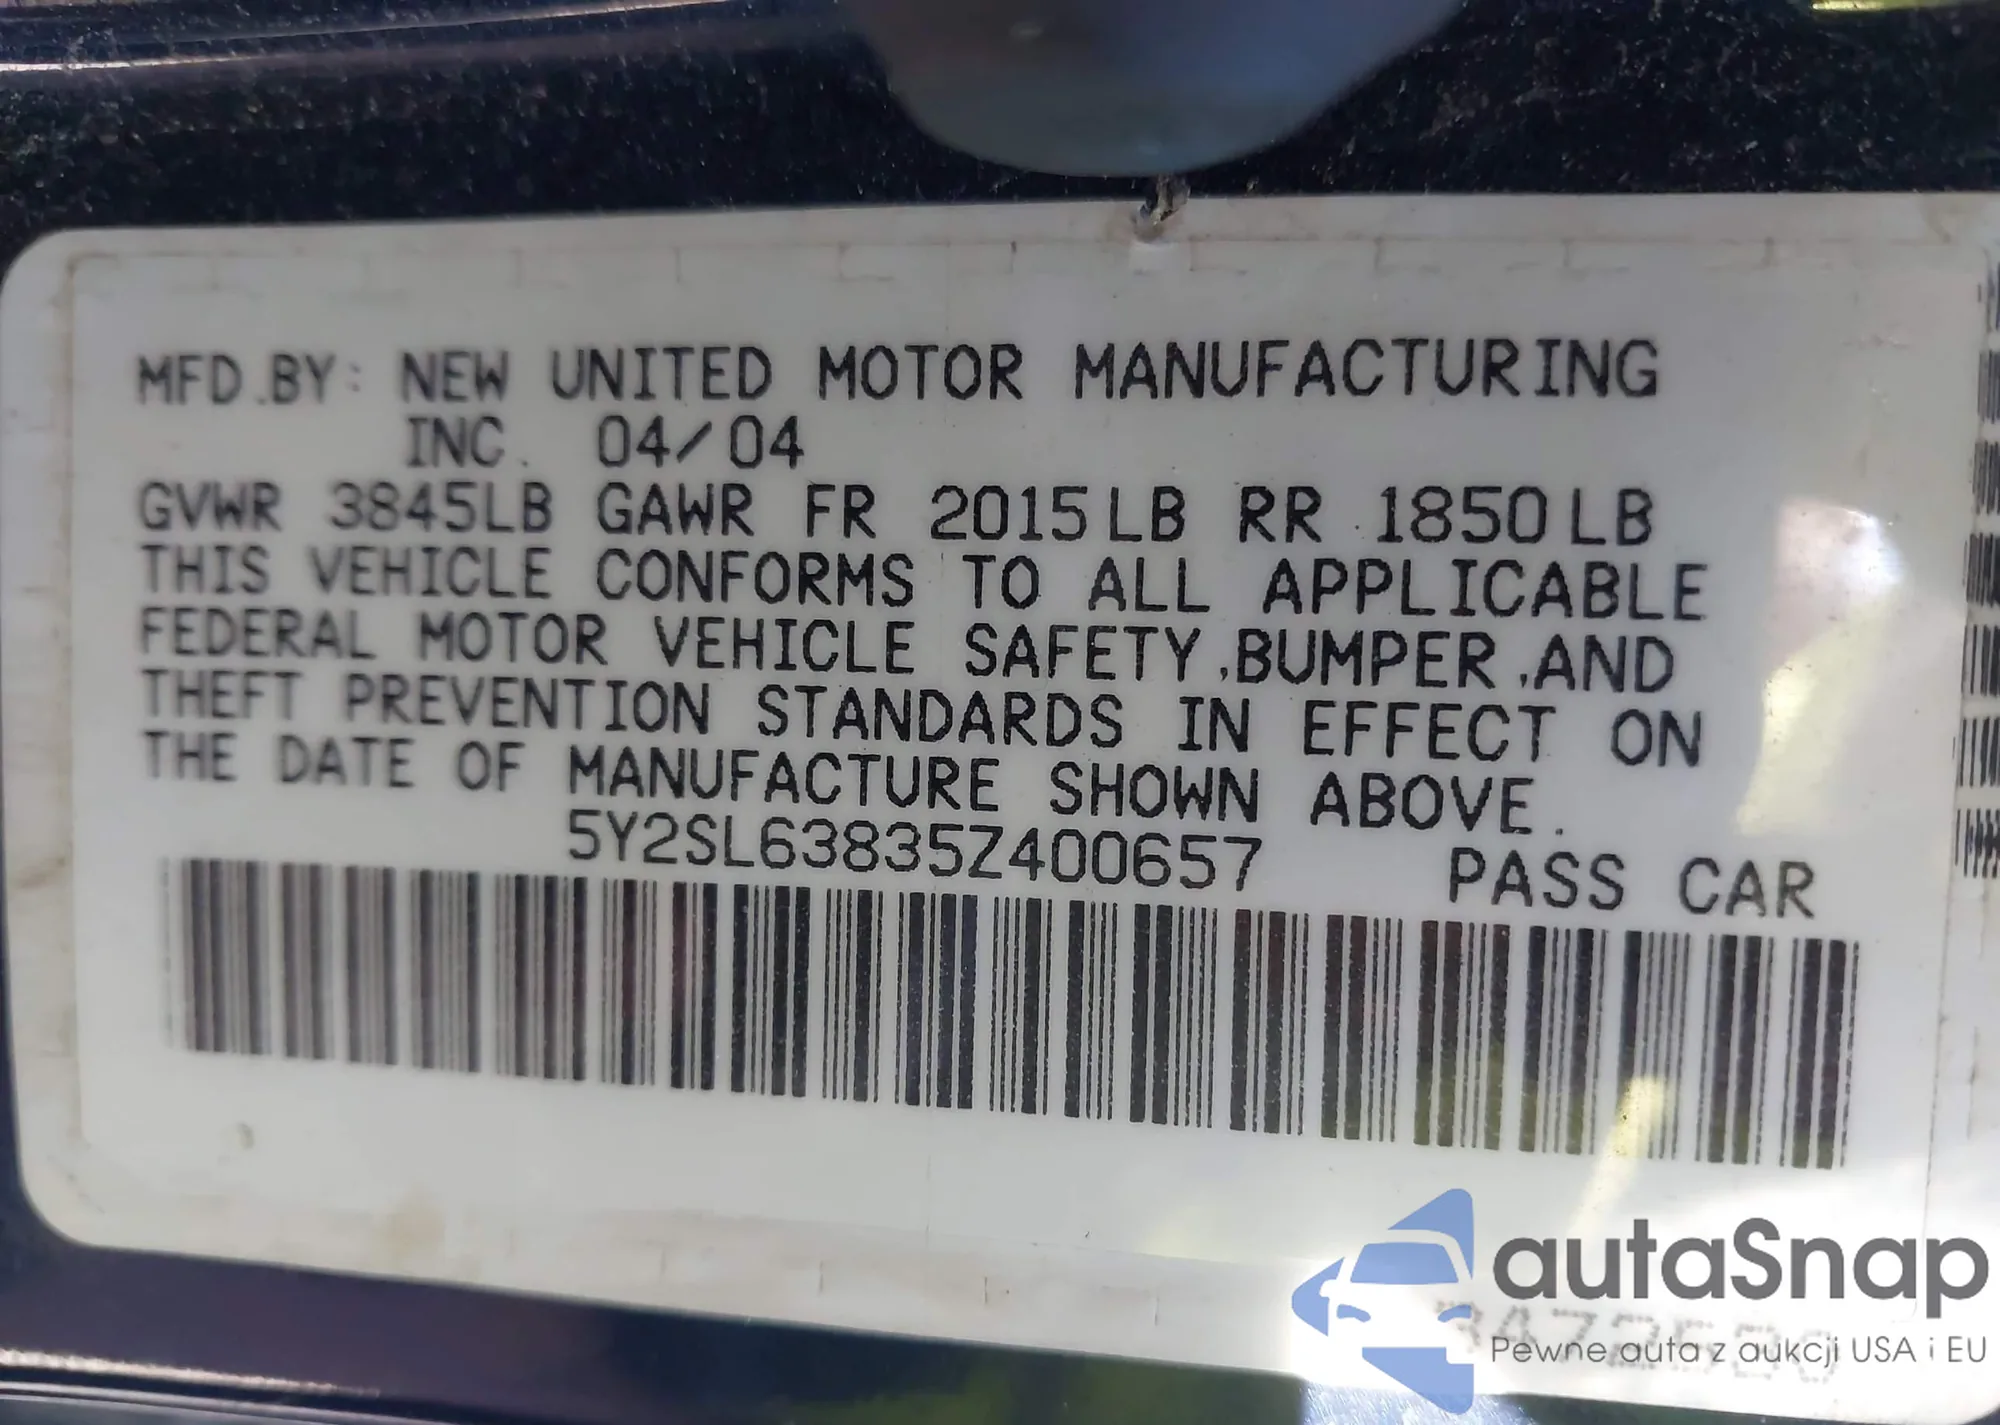 MFD.BY: NEW UNITED MOTOR MANUFACTURING
INC. 04/04
GVWR 3845LB GAWR FR 2015LB RR 1850LB
THIS VEHICLE CONFORMS TO ALL APPLICABLE
FEDERAL MOTOR VEHICLE SAFETY,BUMPER,AND
THEFT PREVENTION STANDARDS IN EFFECT ON
THE DATE OF MANUFACTURE SHOWN ABOVE.
5Y2SL63835Z400657 PASS CAR
autaSnap
Pewne auta z aukcji USA i EU